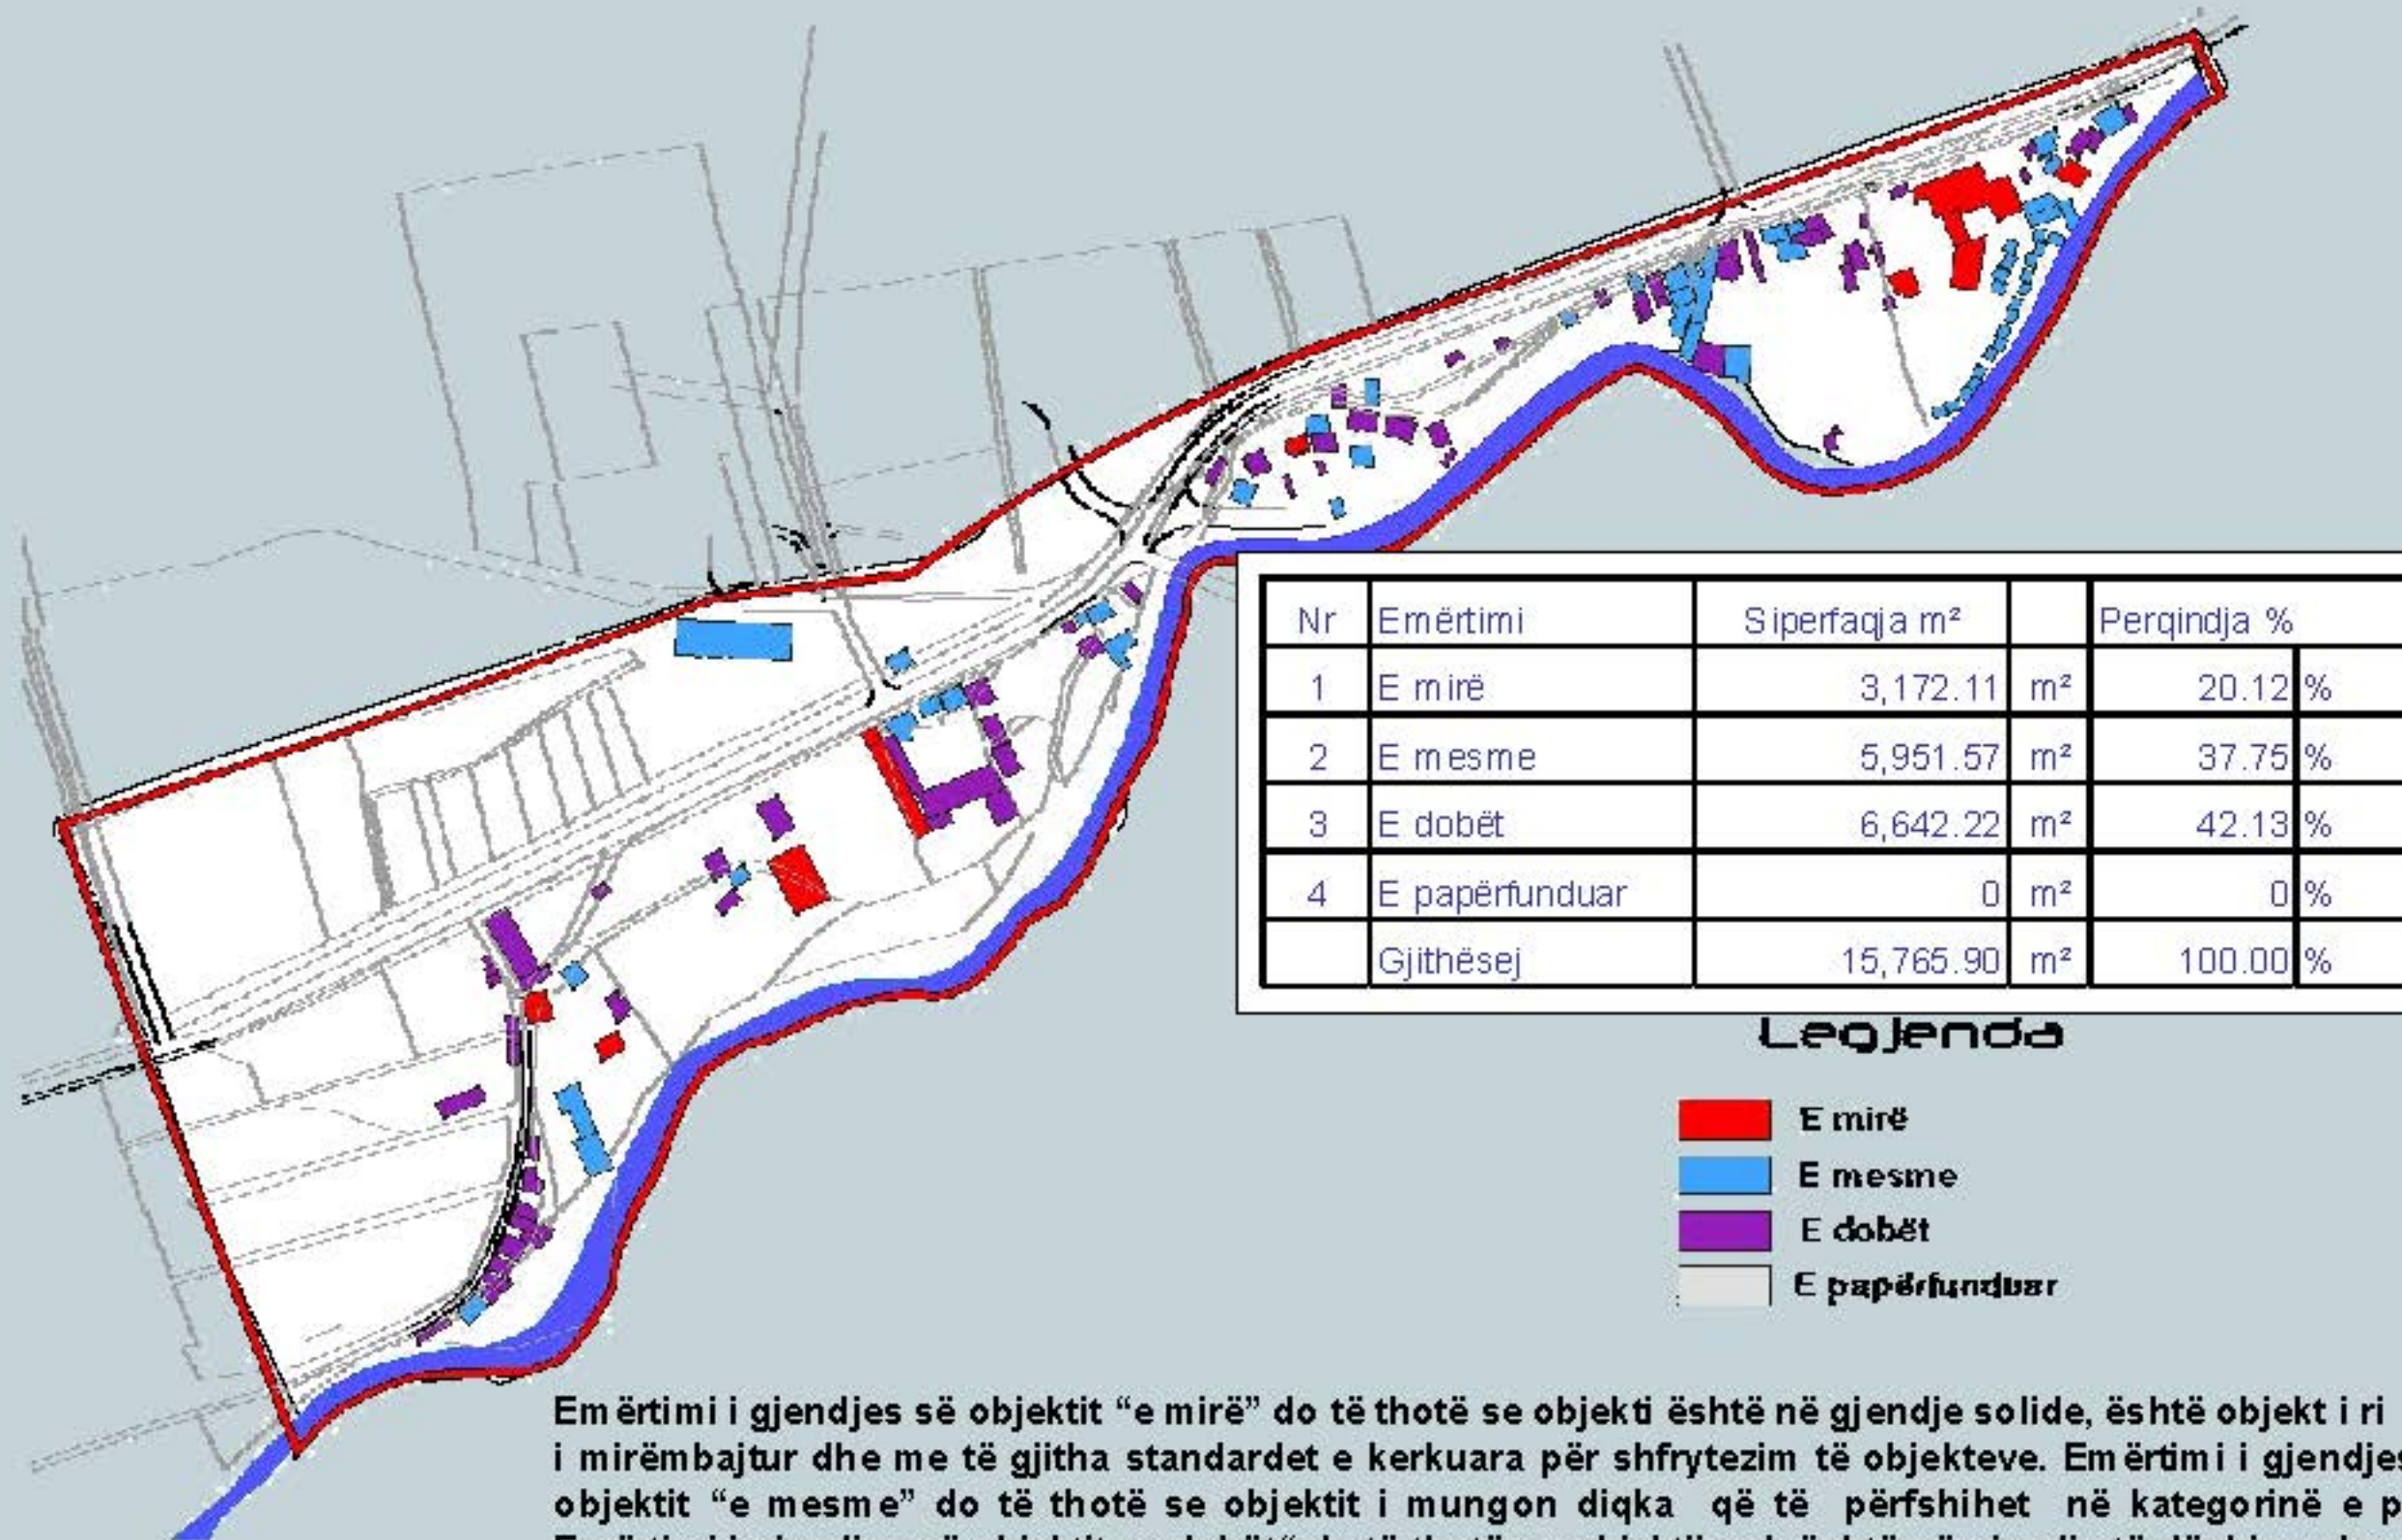 Nr Emërtimi Siperfaqja m² Perqindja %
1 E mirë 3,172.11 m² 20.12 %
2 E mesme 5,951.57 m² 37.75 %
3 E dobët 6,642.22 m² 42.13 %
4 E papërfunduar 0 m² 0 %
Gjithësej 15,765.90 m² 100.00 %
Legjenda
E mirë
E mesme
E dobët
E papërfunduar
Emërtimi i gjendjes së objektit “e mirë” do të thotë se objekti është në gjendje solide, është objekt i ri
i mirëmbajtur dhe me të gjitha standardet e kerkuara për shfrytezim të objekteve. Emërtimi i gjendjes
objektit “e mesme” do të thotë se objektit i mungon diqka që të përfshihet në kategorinë e p